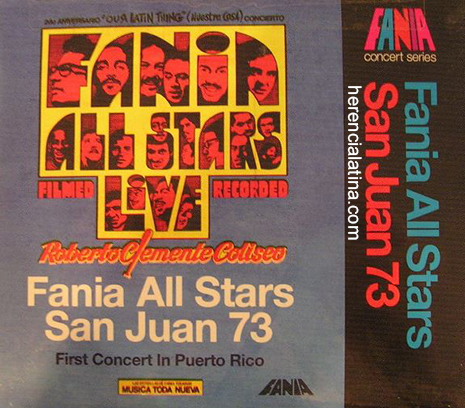 2do ANIVERSARIO "OUR LATIN THING" (Nuestra Cosa) CONCIERTO
FANIA
ALL STARS
FILMED LIVE RECORDED
Roberto Clemente Coliseo
Fania All Stars
San Juan 73
First Concert In Puerto Rico
MUSICA TODA NUEVA
FANIA
FANIA
concert series
Fania All Stars
San Juan 73
herencialatina.com